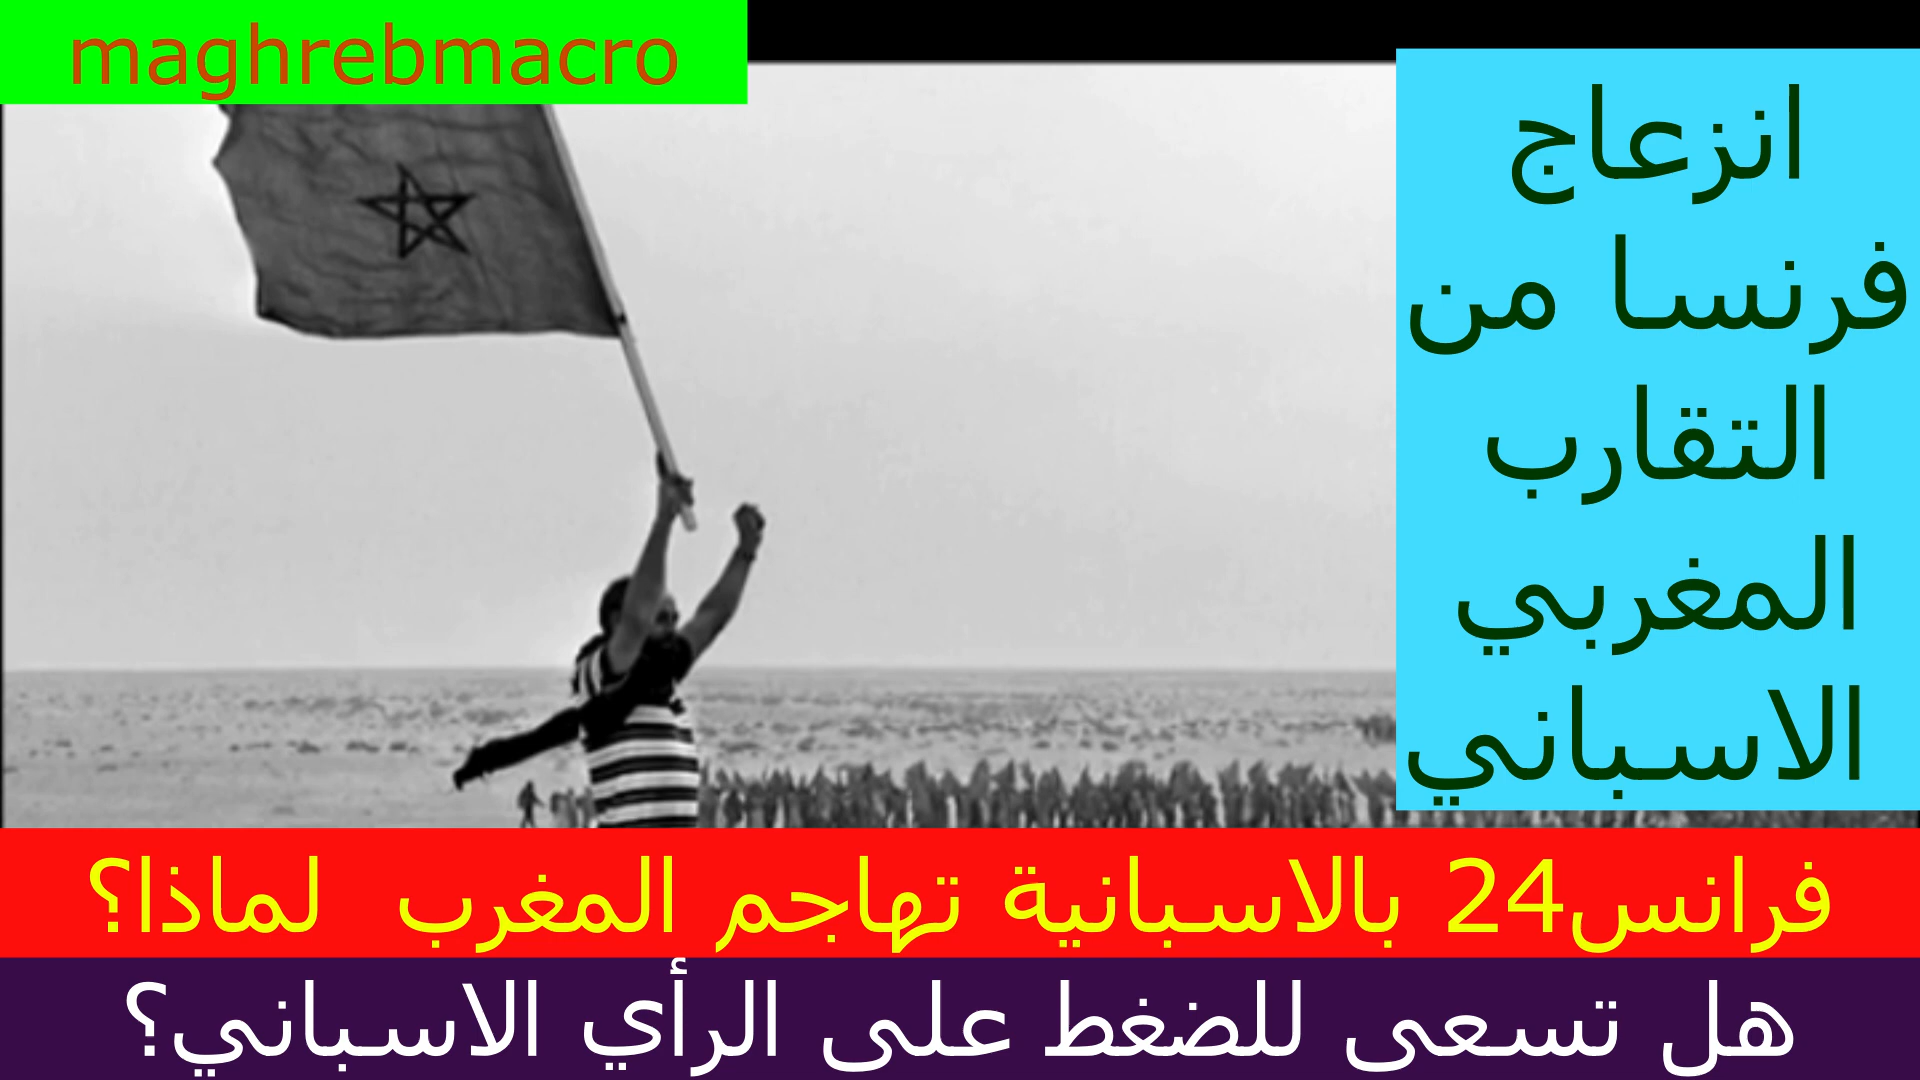 maghrebmacro
انزعاج
فرنسا من
التقارب
المغربي
الاسباني
فرانس24 بالاسبانية تهاجم المغرب لماذا؟
هل تسعى للضغط على الرأي الاسباني؟